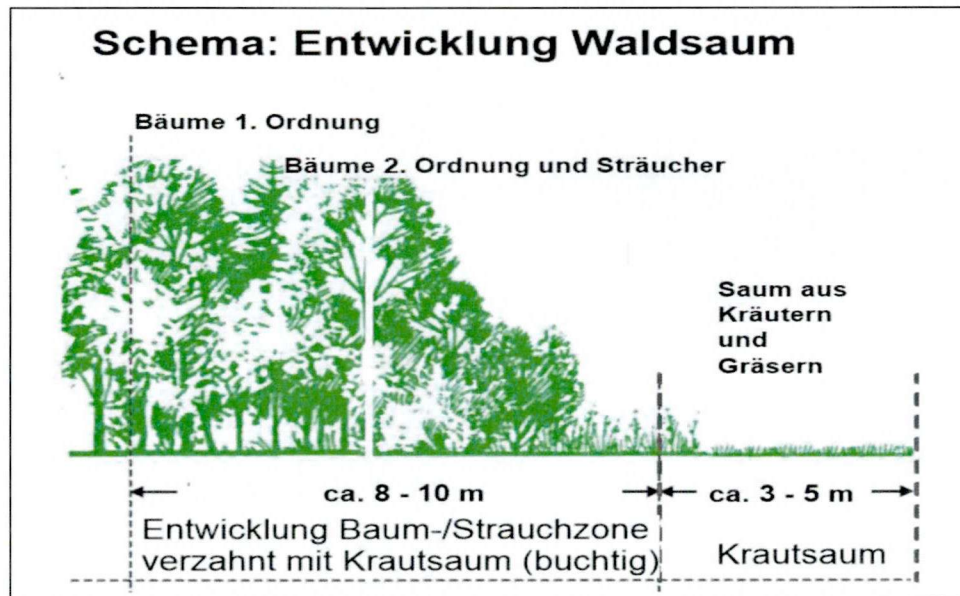 Schema: Entwicklung Waldsaum
Bäume 1. Ordnung
Bäume 2. Ordnung und Sträucher
Saum aus
Kräutern
und
Gräsern
ca. 8 - 10 m
ca. 3 - 5 m
Entwicklung Baum-/Strauchzone
verzahnt mit Krautsaum (buchtig)
Krautsaum